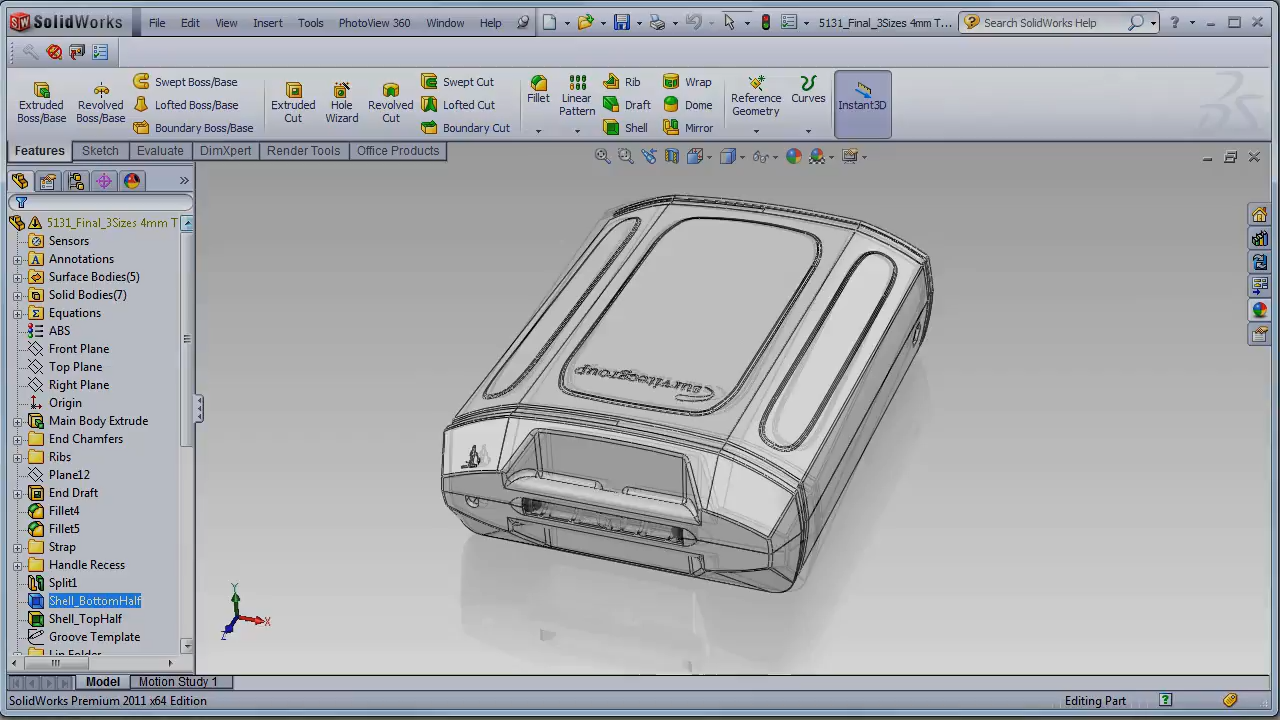 SolidWorks File Edit View Insert Tools PhotoView 360 Window Help 5131_Final_3Sizes 4mm T... Search SolidWorks Help
Extruded Boss/Base
Revolved Boss/Base
Swept Boss/Base
Lofted Boss/Base
Boundary Boss/Base
Extruded Cut
Hole Wizard
Revolved Cut
Swept Cut
Lofted Cut
Boundary Cut
Fillet
Linear Pattern
Rib
Draft
Shell
Wrap
Dome
Mirror
Reference Geometry
Curves
Instant3D
Features Sketch Evaluate DimXpert Render Tools Office Products
5131_Final_3Sizes 4mm T
Sensors
Annotations
Surface Bodies(5)
Solid Bodies(7)
Equations
ABS
Front Plane
Top Plane
Right Plane
Origin
Main Body Extrude
End Chamfers
Ribs
Plane12
End Draft
Fillet4
Fillet5
Strap
Handle Recess
Split1
Shell_BottomHalf
Shell_TopHalf
Groove Template
Lip Folder
survitecgroup
Y
X
Z
Model Motion Study 1
SolidWorks Premium 2011 x64 Edition Editing Part